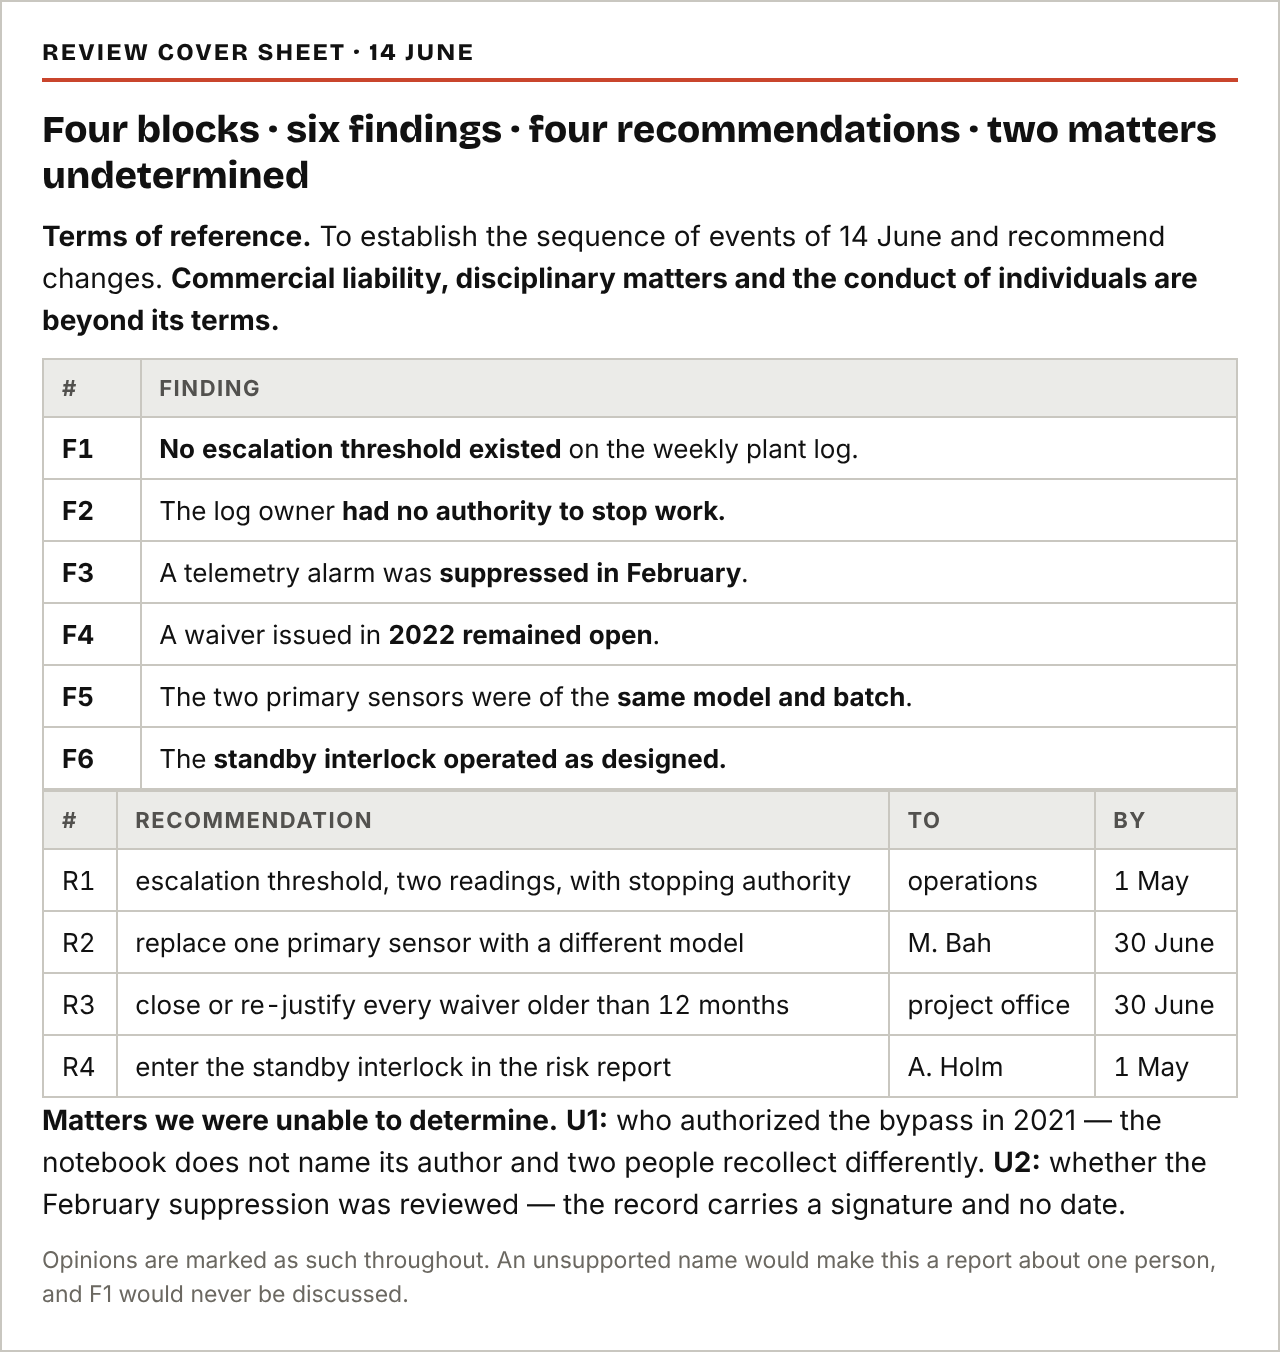 REVIEW COVER SHEET · 14 JUNE
Four blocks · six findings · four recommendations · two matters
undetermined
Terms of reference. To establish the sequence of events of 14 June and recommend
changes. Commercial liability, disciplinary matters and the conduct of individuals are
beyond its terms.
# FINDING
F1 No escalation threshold existed on the weekly plant log.
F2 The log owner had no authority to stop work.
F3 A telemetry alarm was suppressed in February.
F4 A waiver issued in 2022 remained open.
F5 The two primary sensors were of the same model and batch.
F6 The standby interlock operated as designed.
# RECOMMENDATION TO BY
R1 escalation threshold, two readings, with stopping authority operations 1 May
R2 replace one primary sensor with a different model M. Bah 30 June
R3 close or re-justify every waiver older than 12 months project office 30 June
R4 enter the standby interlock in the risk report A. Holm 1 May
Matters we were unable to determine. U1: who authorized the bypass in 2021 — the
notebook does not name its author and two people recollect differently. U2: whether the
February suppression was reviewed — the record carries a signature and no date.
Opinions are marked as such throughout. An unsupported name would make this a report about one person,
and F1 would never be discussed.